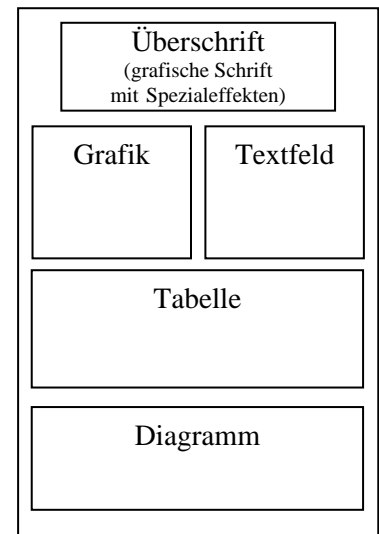 Überschrift
(grafische Schrift
mit Spezialeffekten)
Grafik
Textfeld
Tabelle
Diagramm